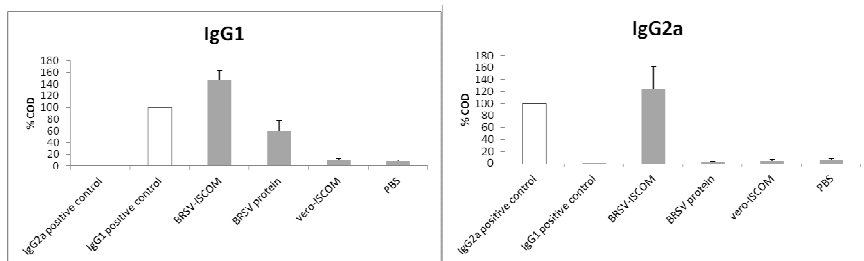 IgG1
180
160
140
120
100
80
60
40
20
0
% COD
IgG2a positive control
IgG1 positive control
BRSV-ISCOM
BRSV protein
vero-ISCOM
PBS
IgG2a
180
160
140
120
100
80
60
40
20
0
% COD
IgG2a positive control
IgG1 positive control
BRSV-ISCOM
BRSV protein
vero-ISCOM
PBS